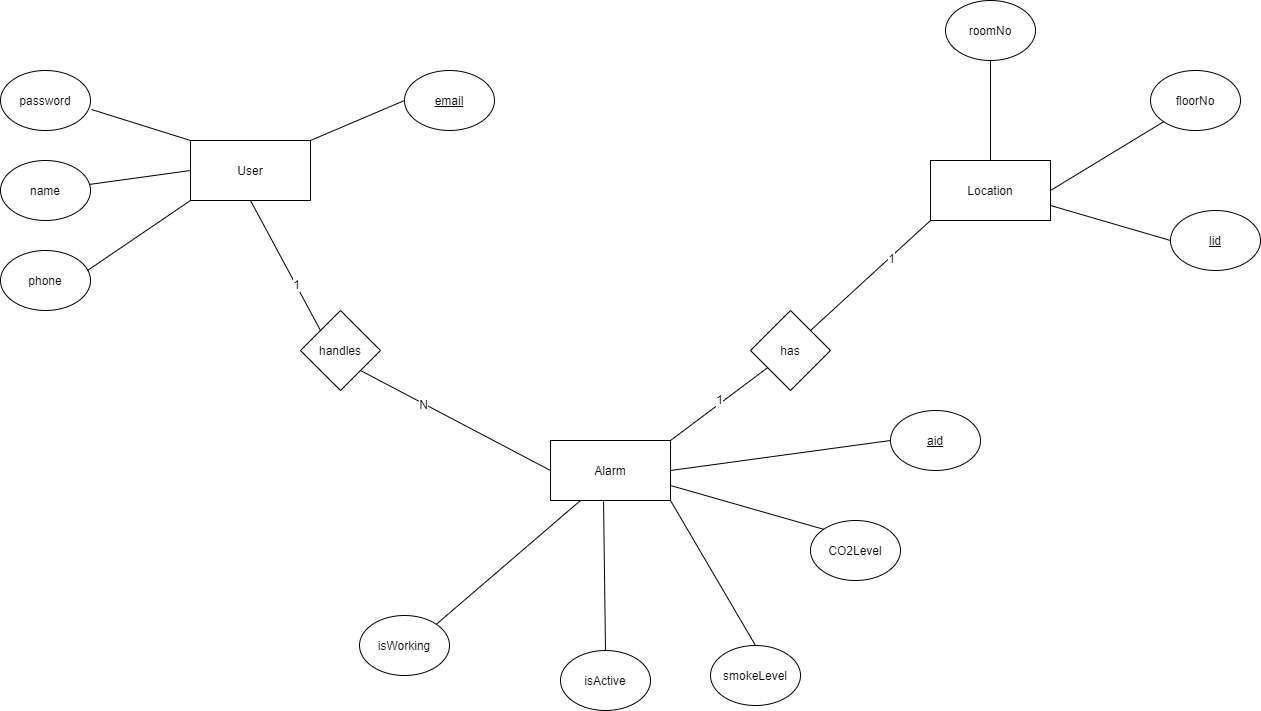 roomNo
password
email
floorNo
User
name
Location
lid
1
phone
1
handles
has
N
1
aid
Alarm
CO2Level
isWorking
isActive
smokeLevel